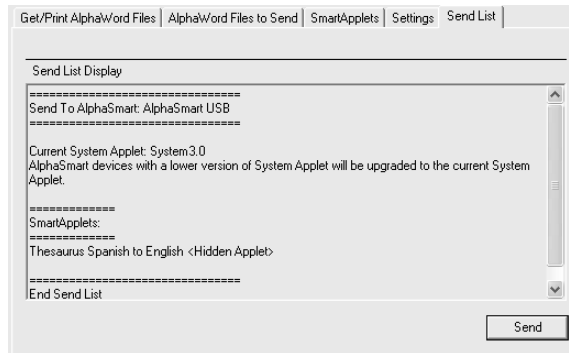 Get/Print AlphaWord Files | AlphaWord Files to Send | SmartApplets | Settings | Send List
Send List Display
================================
Send To AlphaSmart: AlphaSmart USB
================================
Current System Applet: System3.0
AlphaSmart devices with a lower version of System Applet will be upgraded to the current System
Applet.
=============
SmartApplets:
=============
Thesaurus Spanish to English <Hidden Applet>
================================
End Send List
Send